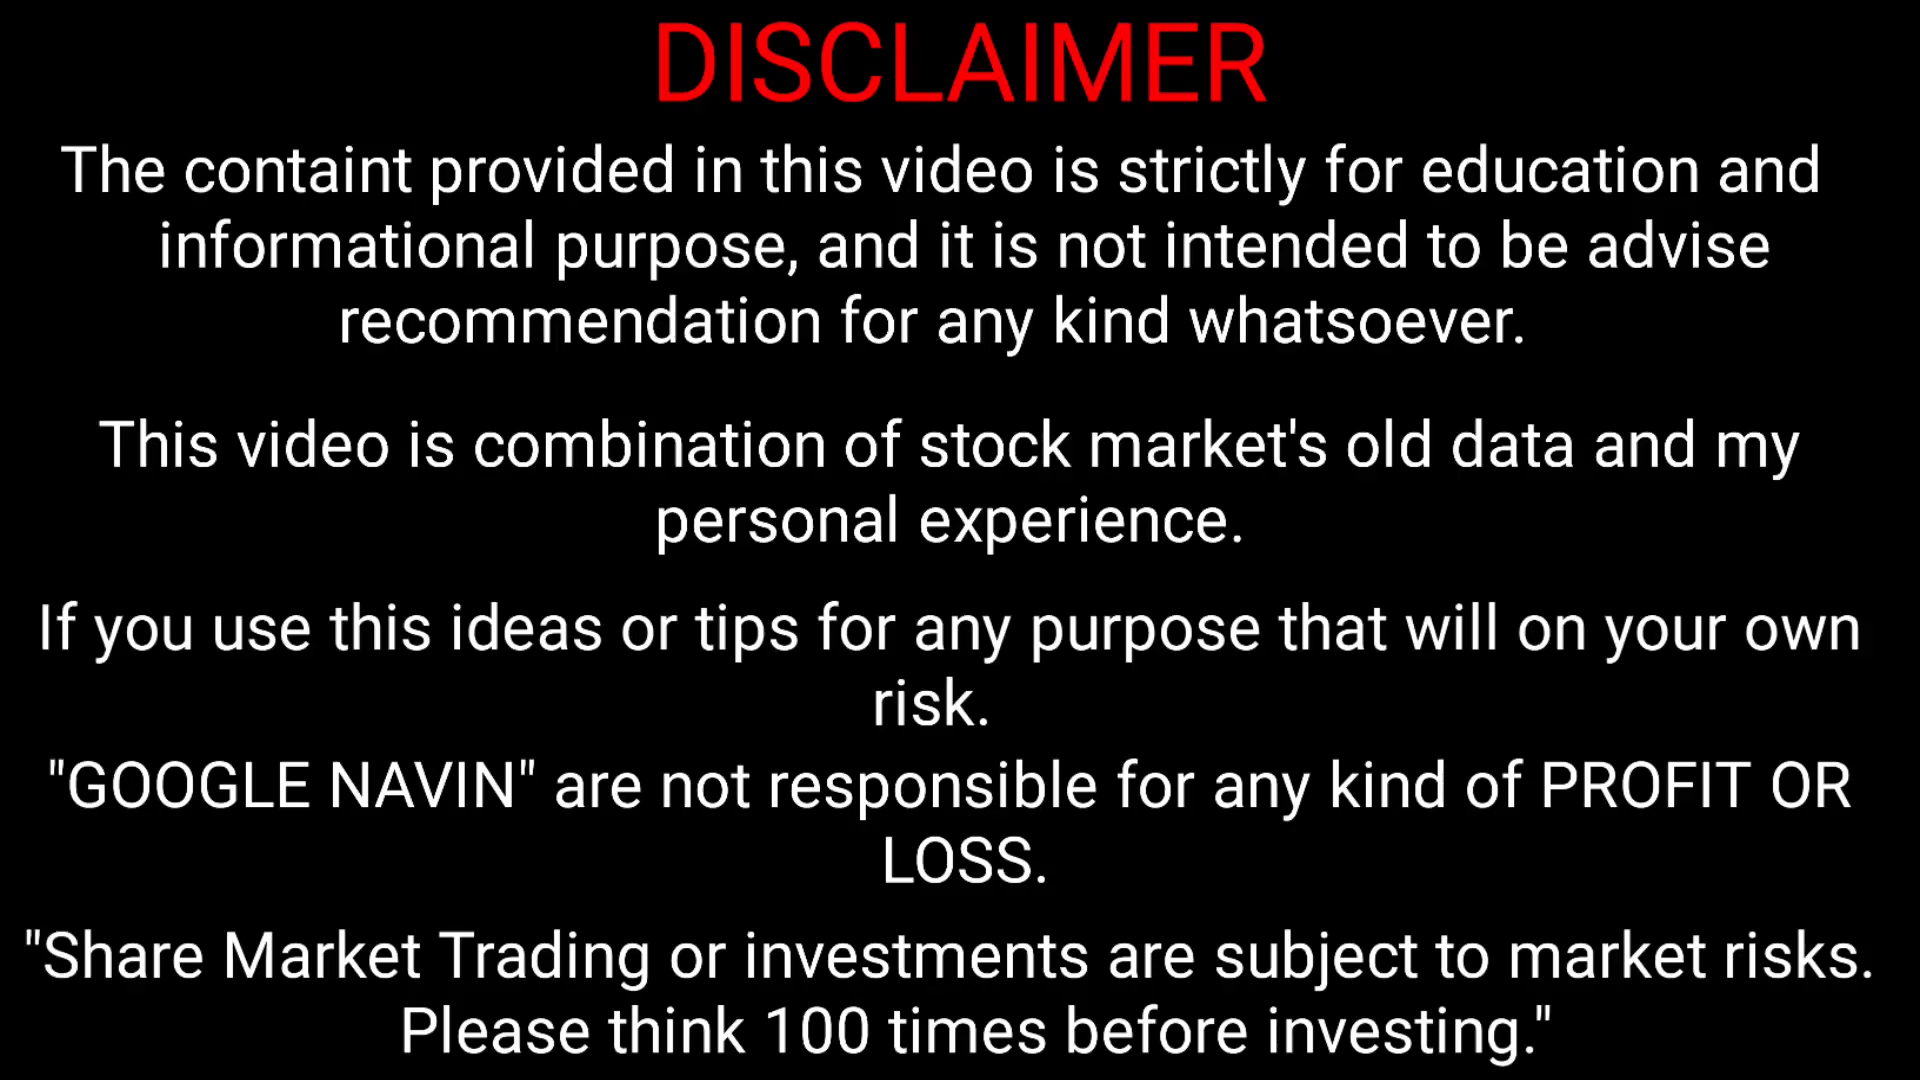 DISCLAIMER
The containt provided in this video is strictly for education and
informational purpose, and it is not intended to be advise
recommendation for any kind whatsoever.
This video is combination of stock market's old data and my
personal experience.
If you use this ideas or tips for any purpose that will on your own
risk.
"GOOGLE NAVIN" are not responsible for any kind of PROFIT OR
LOSS.
"Share Market Trading or investments are subject to market risks.
Please think 100 times before investing."